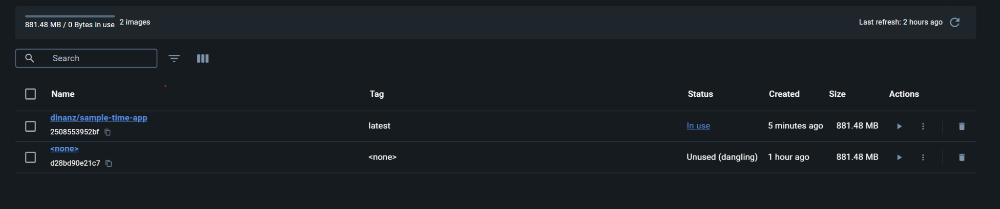 881.48 MB / 0 Bytes in use 2 images Last refresh: 2 hours ago
Search
Name Tag Status Created Size Actions
dinanz/sample-time-app
2508553952bf
latest In use 5 minutes ago 881.48 MB
<none>
d28bd90e21c7
<none> Unused (dangling) 1 hour ago 881.48 MB